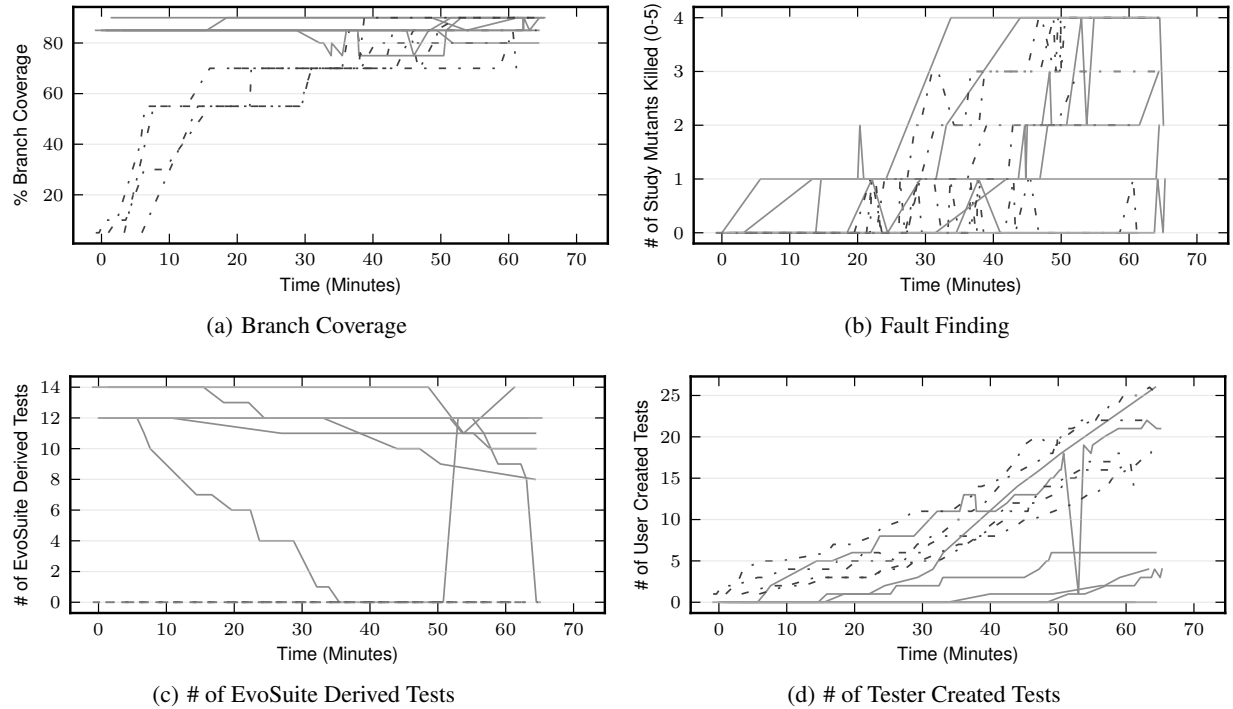 % Branch Coverage
80
60
40
20
0 10 20 30 40 50 60 70
Time (Minutes)
(a) Branch Coverage
# of Study Mutants Killed (0-5)
4
3
2
1
0
0 10 20 30 40 50 60 70
Time (Minutes)
(b) Fault Finding
# of EvoSuite Derived Tests
14
12
10
8
6
4
2
0
0 10 20 30 40 50 60 70
Time (Minutes)
(c) # of EvoSuite Derived Tests
# of User Created Tests
25
20
15
10
5
0
0 10 20 30 40 50 60 70
Time (Minutes)
(d) # of Tester Created Tests